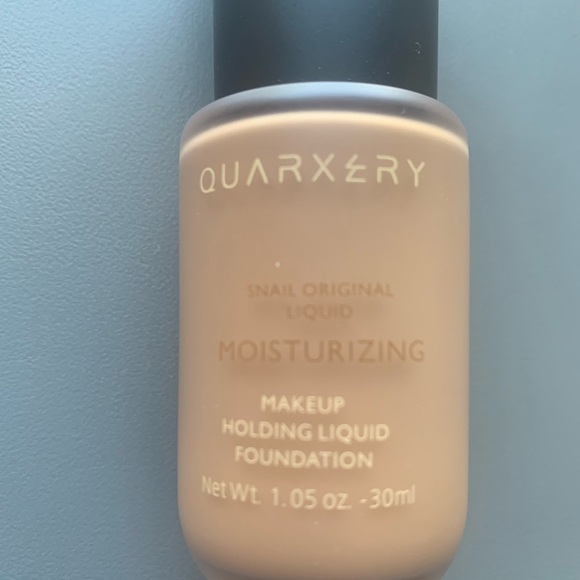 QUARXERY
SNAIL ORIGINAL
LIQUID
MOISTURIZING
MAKEUP
HOLDING LIQUID
FOUNDATION
Net Wt. 1.05 oz. -30ml